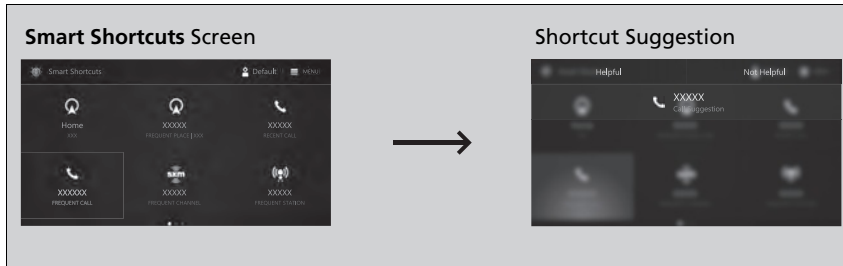 Smart Shortcuts Screen
Shortcut Suggestion
Smart Shortcuts
Default
MENU
Home
XXX
XXXXX
FREQUENT PLACE | XXX
XXXXX
RECENT CALL
XXXXXX
FREQUENT CALL
sxm
XXXXX
FREQUENT CHANNEL
XXXXX
FREQUENT STATION
Helpful
Not Helpful
XXXXX
Call Suggestion